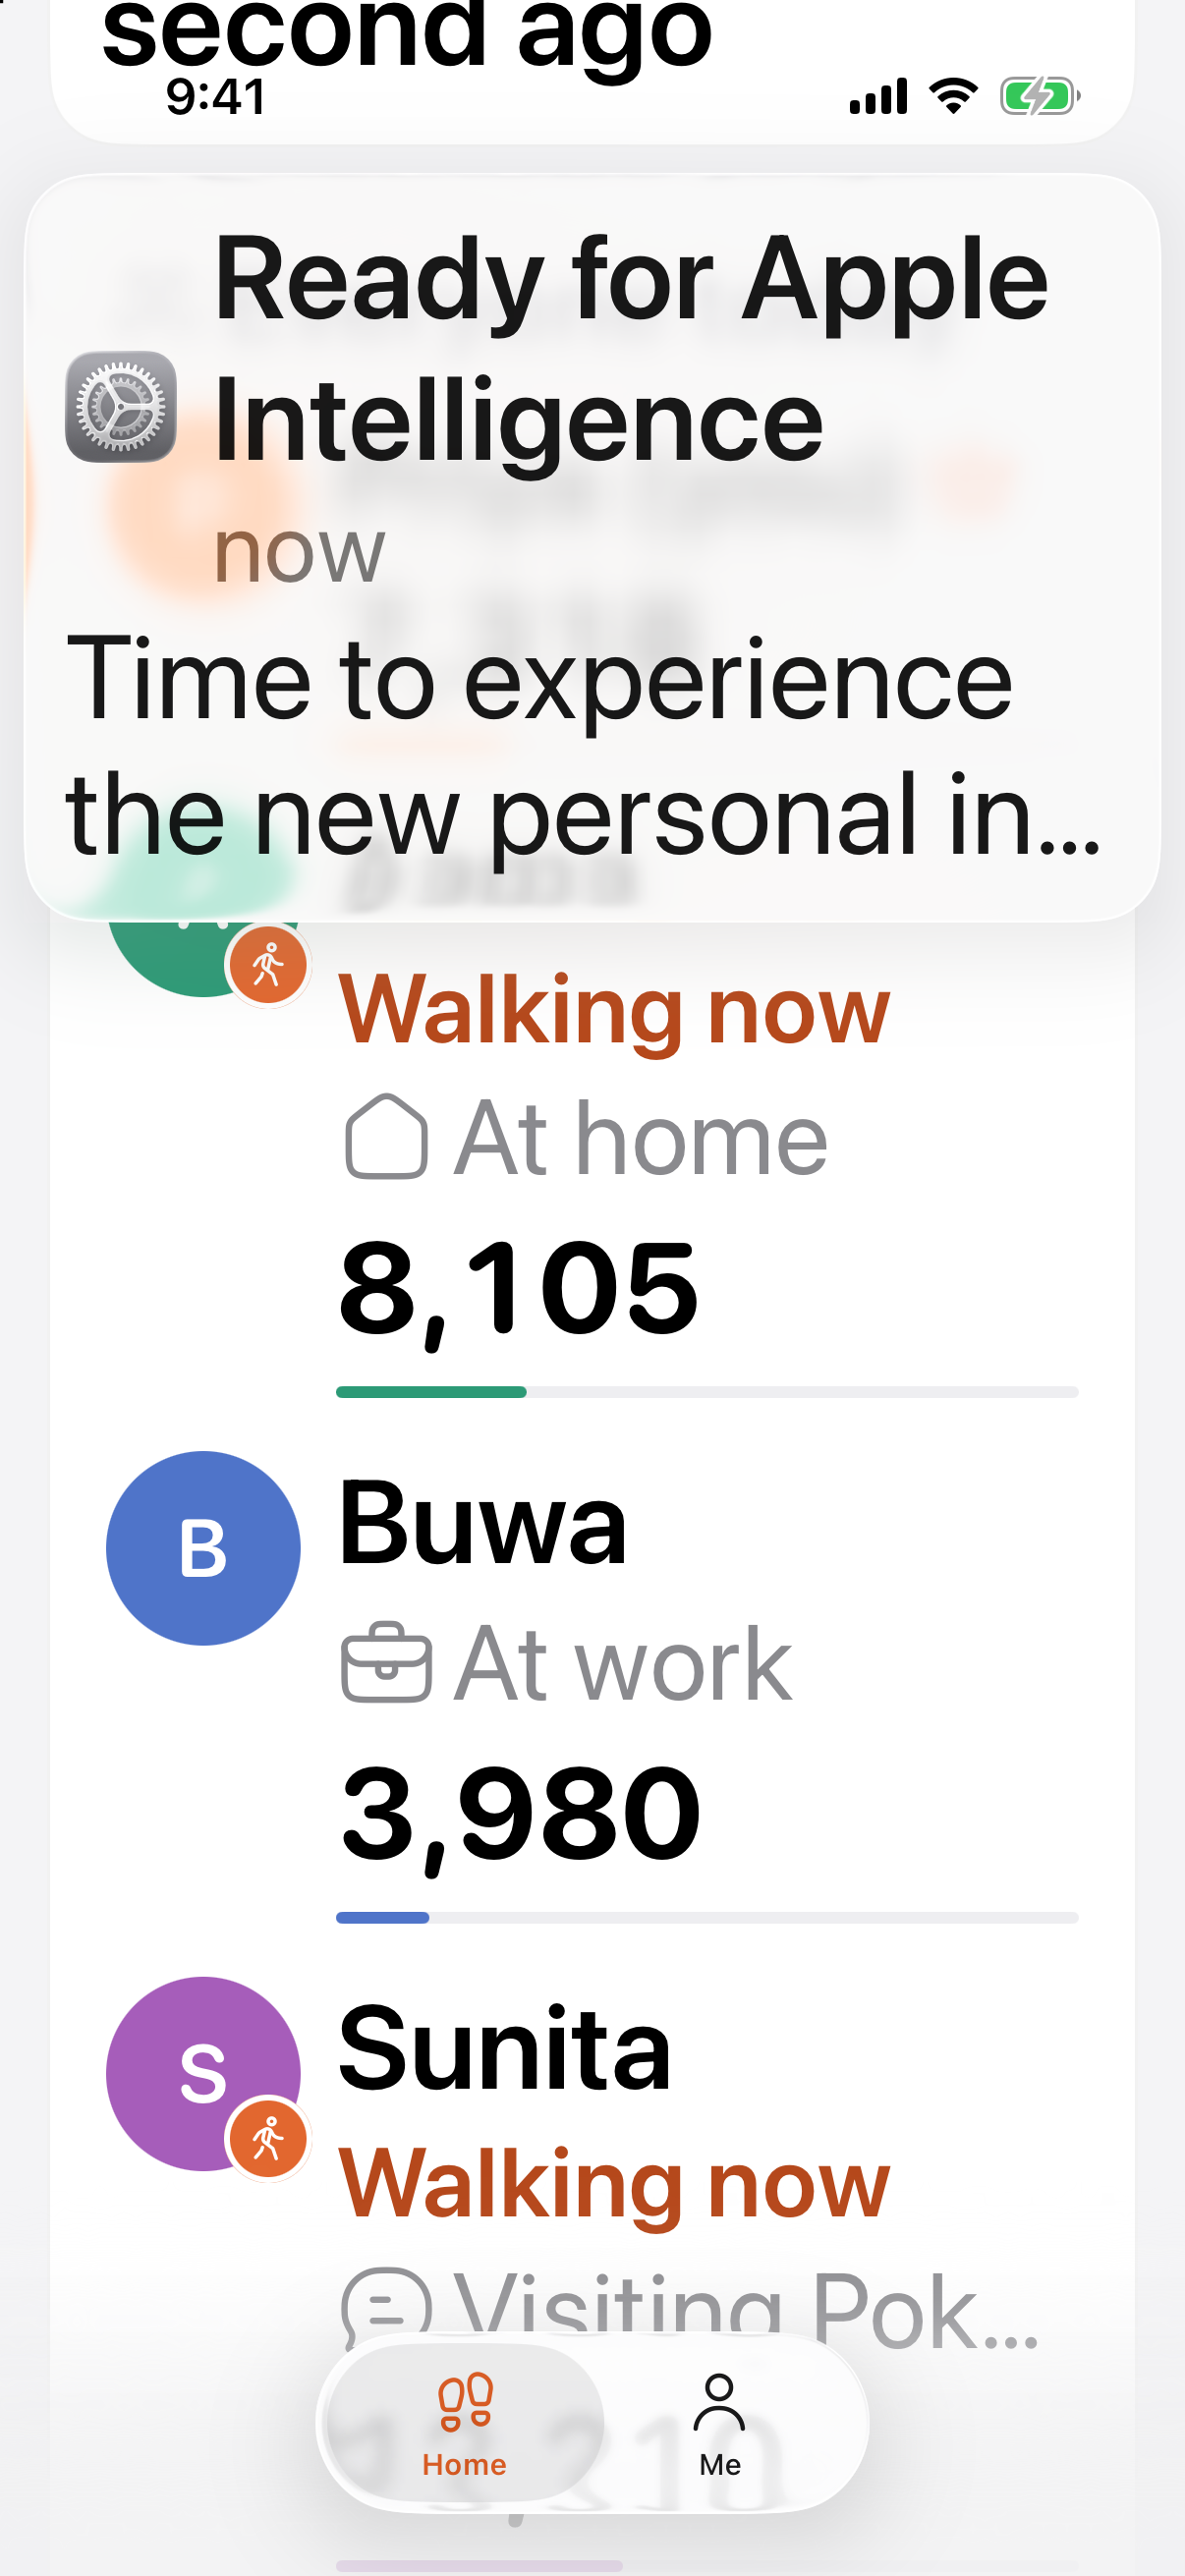 second ago
9:41
Ready for Apple
Intelligence
now
Time to experience
the new personal in...
Walking now
At home
8,105
B
Buwa
At work
3,980
S
Sunita
Walking now
Visiting Pok...
Home
Me